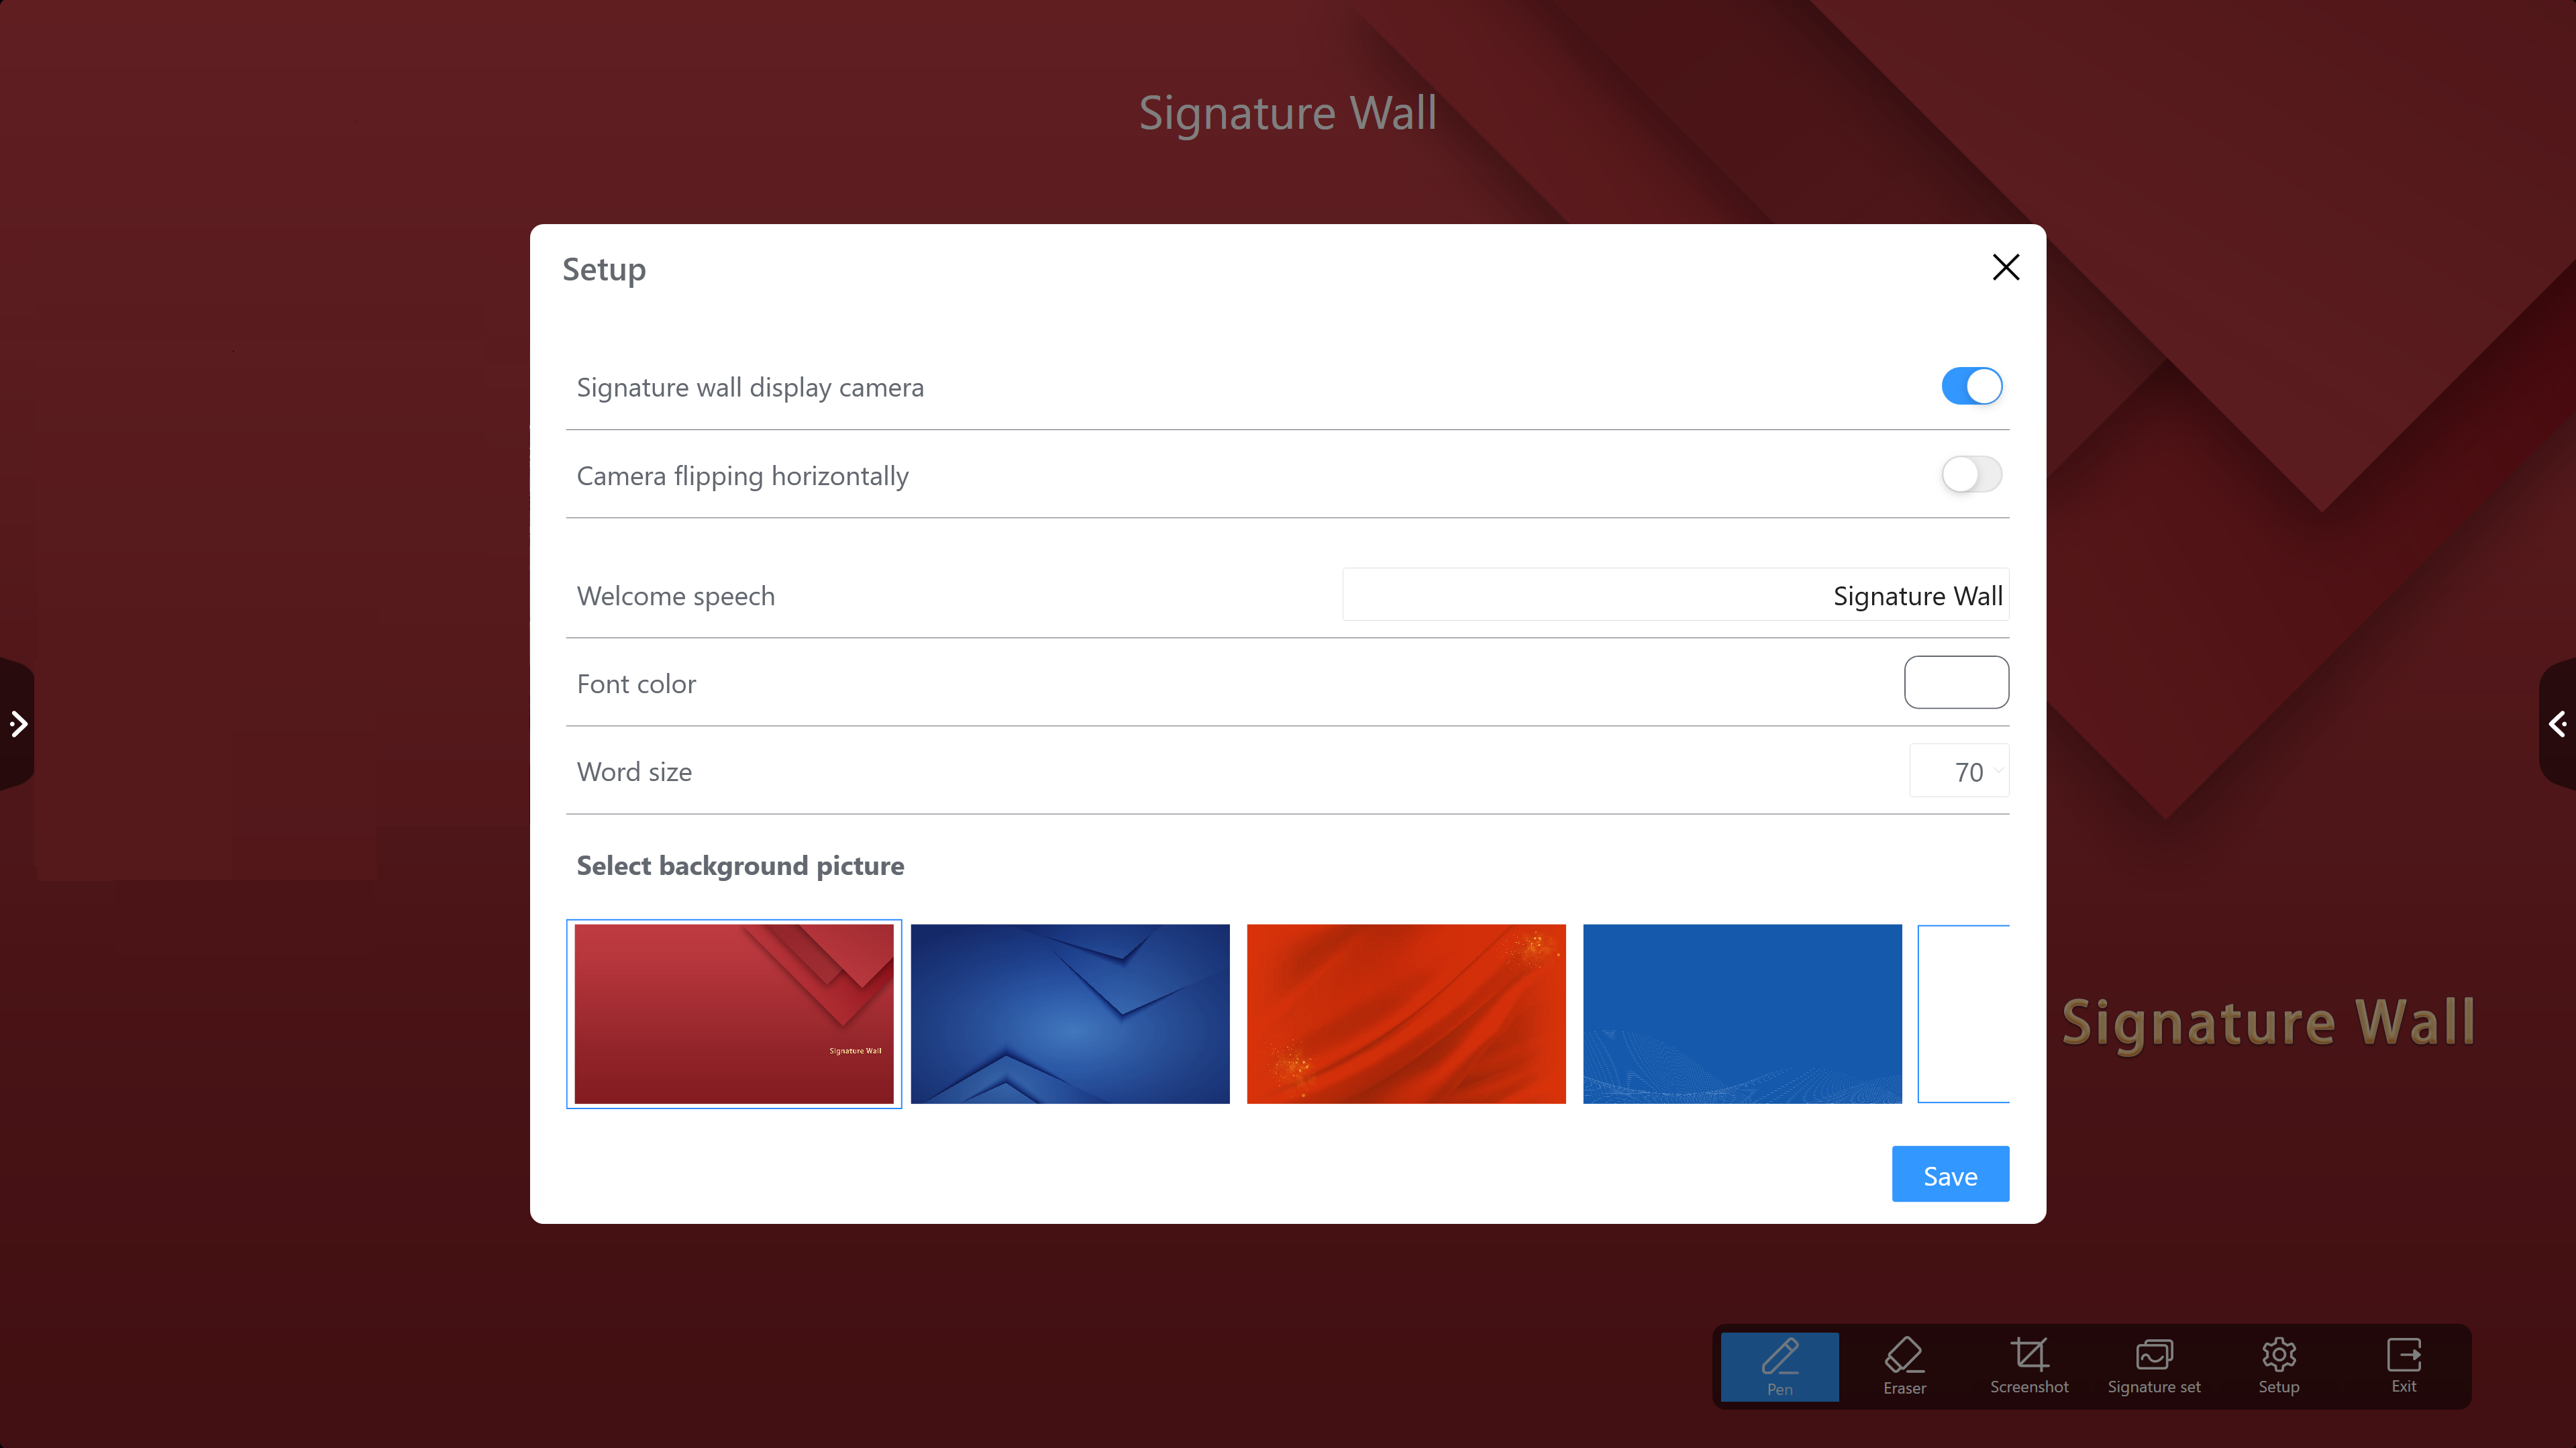 Signature Wall
Setup
Signature wall display camera
Camera flipping horizontally
Welcome speech
Signature Wall
Font color
Word size
70
Select background picture
Signature Wall
Signature Wall
Save
Pen
Eraser
Screenshot
Signature set
Setup
Exit